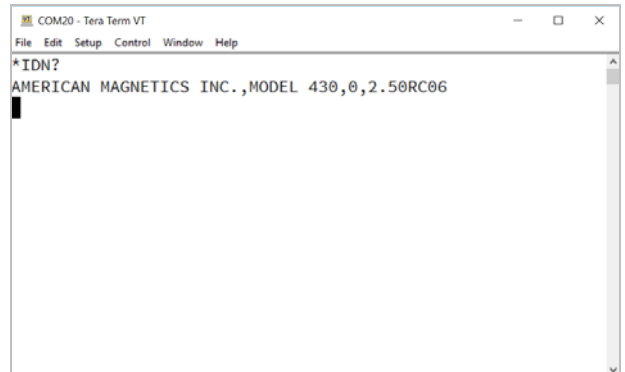 COM20 - Tera Term VT
File Edit Setup Control Window Help
*IDN?
AMERICAN MAGNETICS INC.,MODEL 430,0,2.50RC06